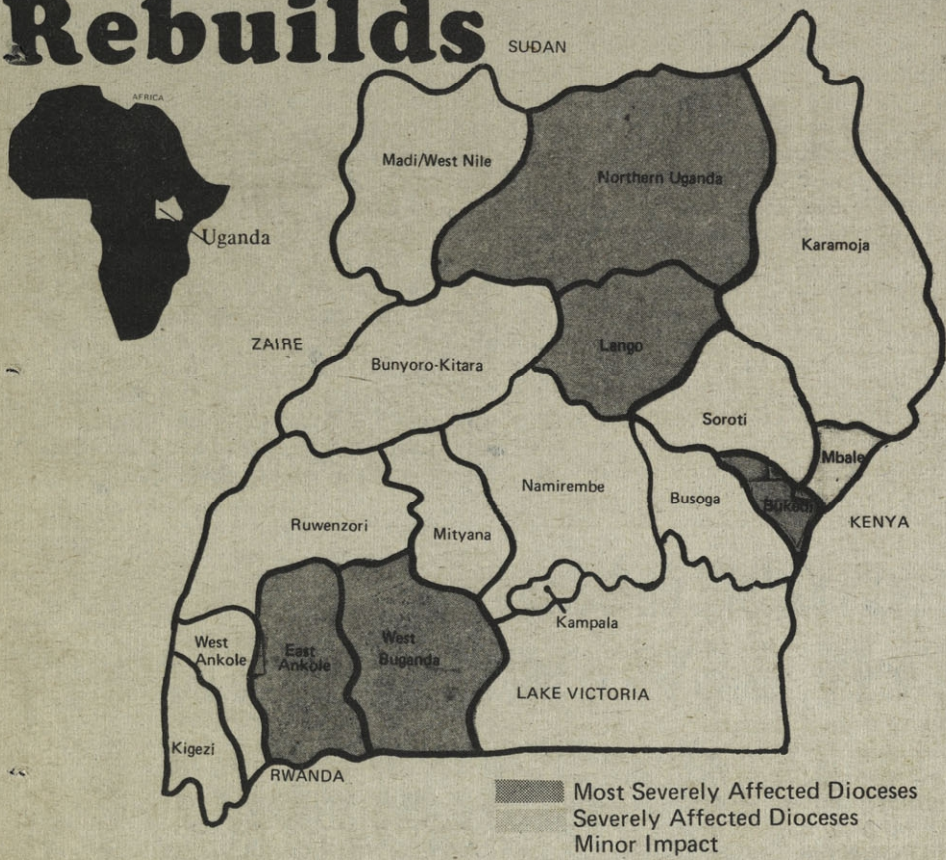 Rebuilds
SUDAN
AFRICA
Uganda
Madi/West Nile
Northern Uganda
Karamoja
ZAIRE
Bunyoro-Kitara
Lango
Soroti
Mbale
Namirembe
Busoga
Bukedi
KENYA
Ruwenzori
Mityana
Kampala
West
Ankole
East
Ankole
West
Buganda
LAKE VICTORIA
Kigezi
RWANDA
Most Severely Affected Dioceses
Severely Affected Dioceses
Minor Impact